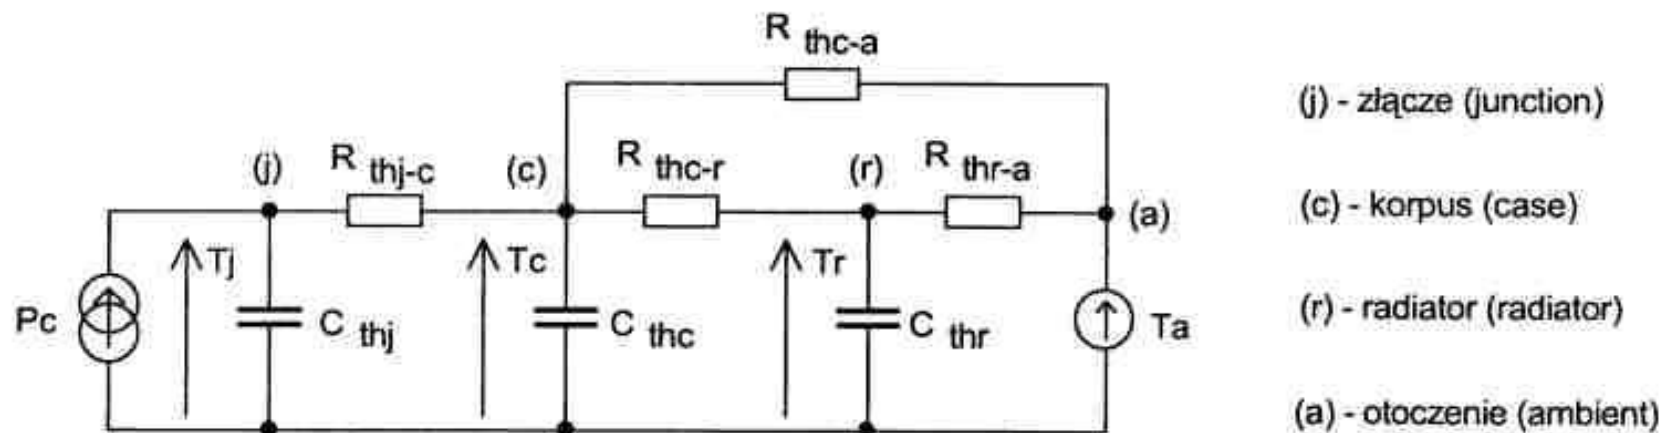 R thc-a
(j) - złącze (junction)
(j) R thj-c (c) R thc-r (r) R thr-a
(a) (c) - korpus (case)
Pc Tj C thj Tc C thc Tr C thr Ta
(r) - radiator (radiator)
(a) - otoczenie (ambient)